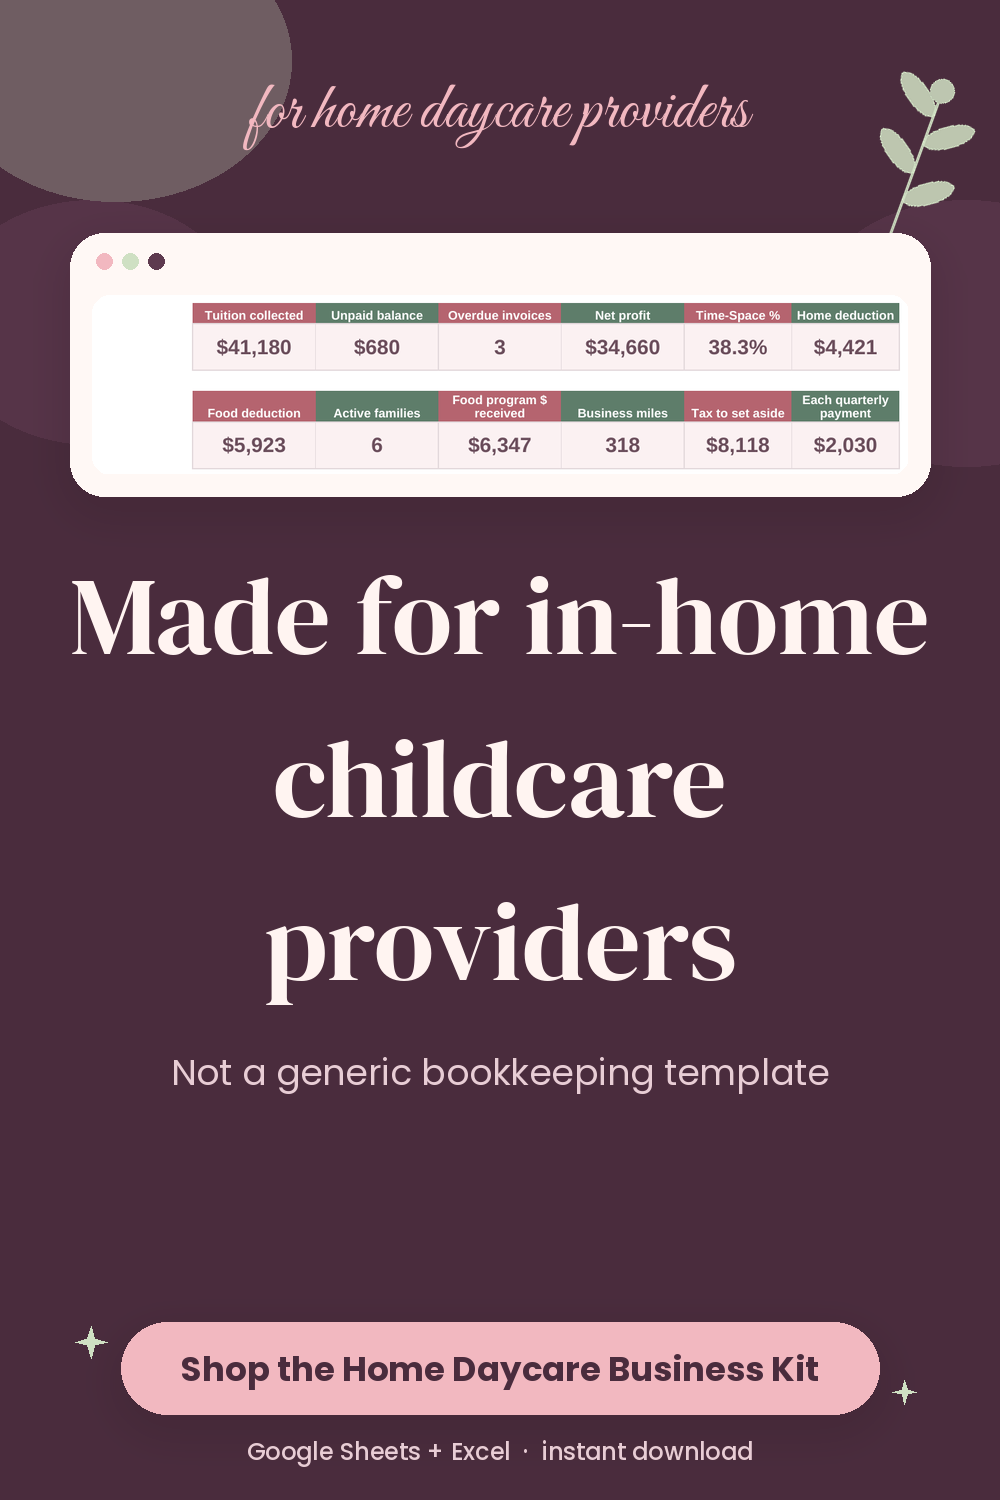 for home daycare providers
Tuition collected Unpaid balance Overdue invoices Net profit Time-Space % Home deduction
$41,180 $680 3 $34,660 38.3% $4,421
Food deduction Active families Food program $ received Business miles Tax to set aside Each quarterly payment
$5,923 6 $6,347 318 $8,118 $2,030
Made for in-home
childcare
providers
Not a generic bookkeeping template
Shop the Home Daycare Business Kit
Google Sheets + Excel · instant download